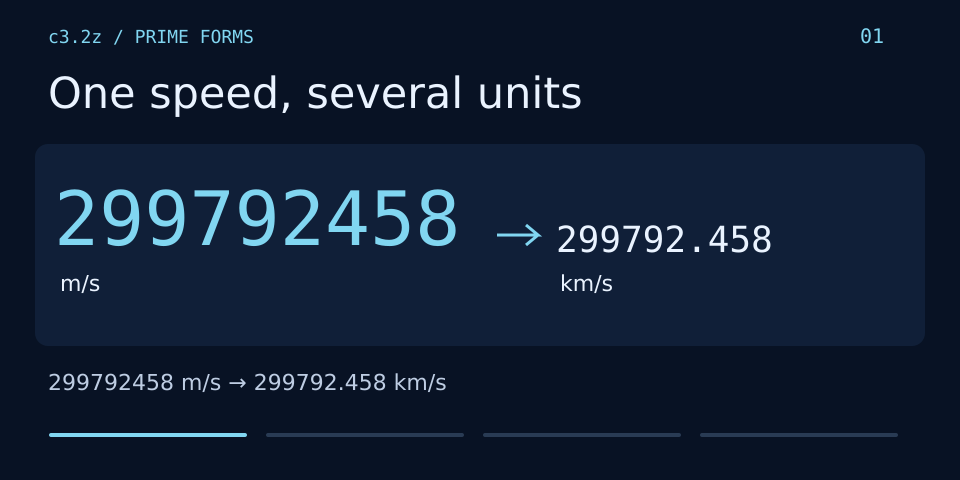 c3.2z / PRIME FORMS 01
One speed, several units
299792458 → 299792.458
m/s km/s
299792458 m/s → 299792.458 km/s